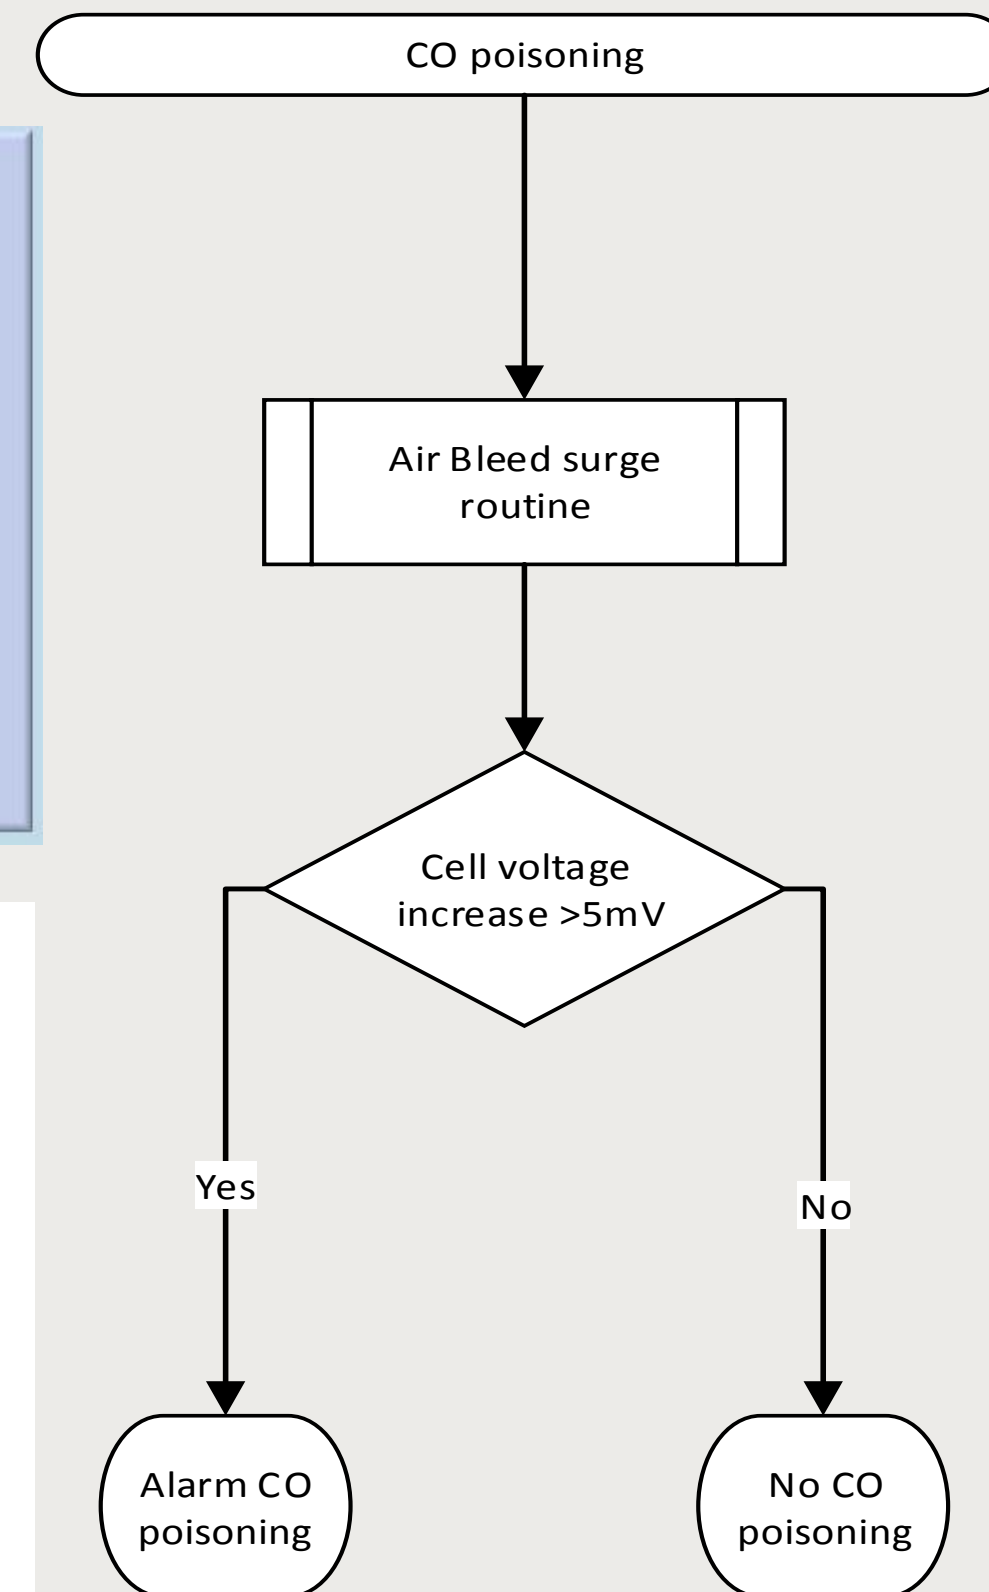 CO poisoning
Air Bleed surge
routine
Cell voltage
increase >5mV
Yes
No
Alarm CO
poisoning
No CO
poisoning